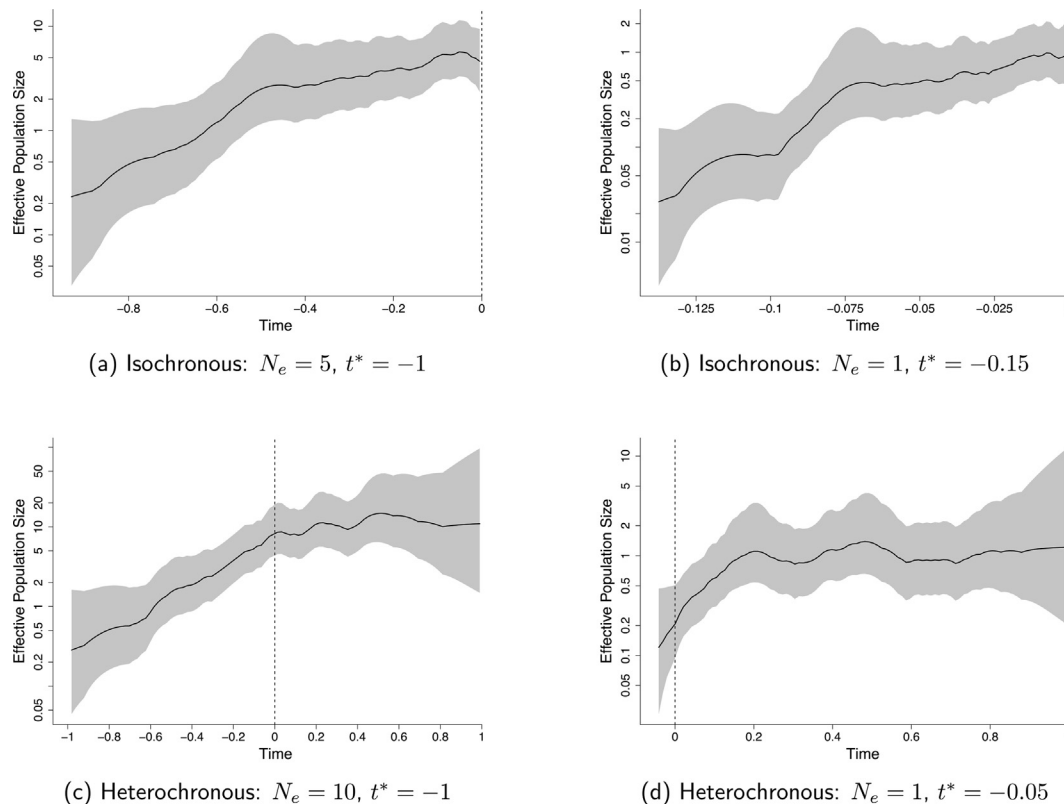 Effective Population Size
10
5
2
1
0.5
0.2
0.1
0.05
−0.8 −0.6 −0.4 −0.2 0
Time
(a) Isochronous: Nₑ = 5, t* = −1
Effective Population Size
2
1
0.5
0.2
0.05
0.01
−0.125 −0.1 −0.075 −0.05 −0.025
Time
(b) Isochronous: Nₑ = 1, t* = −0.15
Effective Population Size
50
10
5
1
0.5
0.2
0.05
−1 −0.8 −0.6 −0.4 −0.2 0 0.2 0.4 0.6 0.8 1
Time
(c) Heterochronous: Nₑ = 10, t* = −1
Effective Population Size
10
5
2
1
0.5
0.2
0.1
0.05
0 0.2 0.4 0.6 0.8
Time
(d) Heterochronous: Nₑ = 1, t* = −0.05